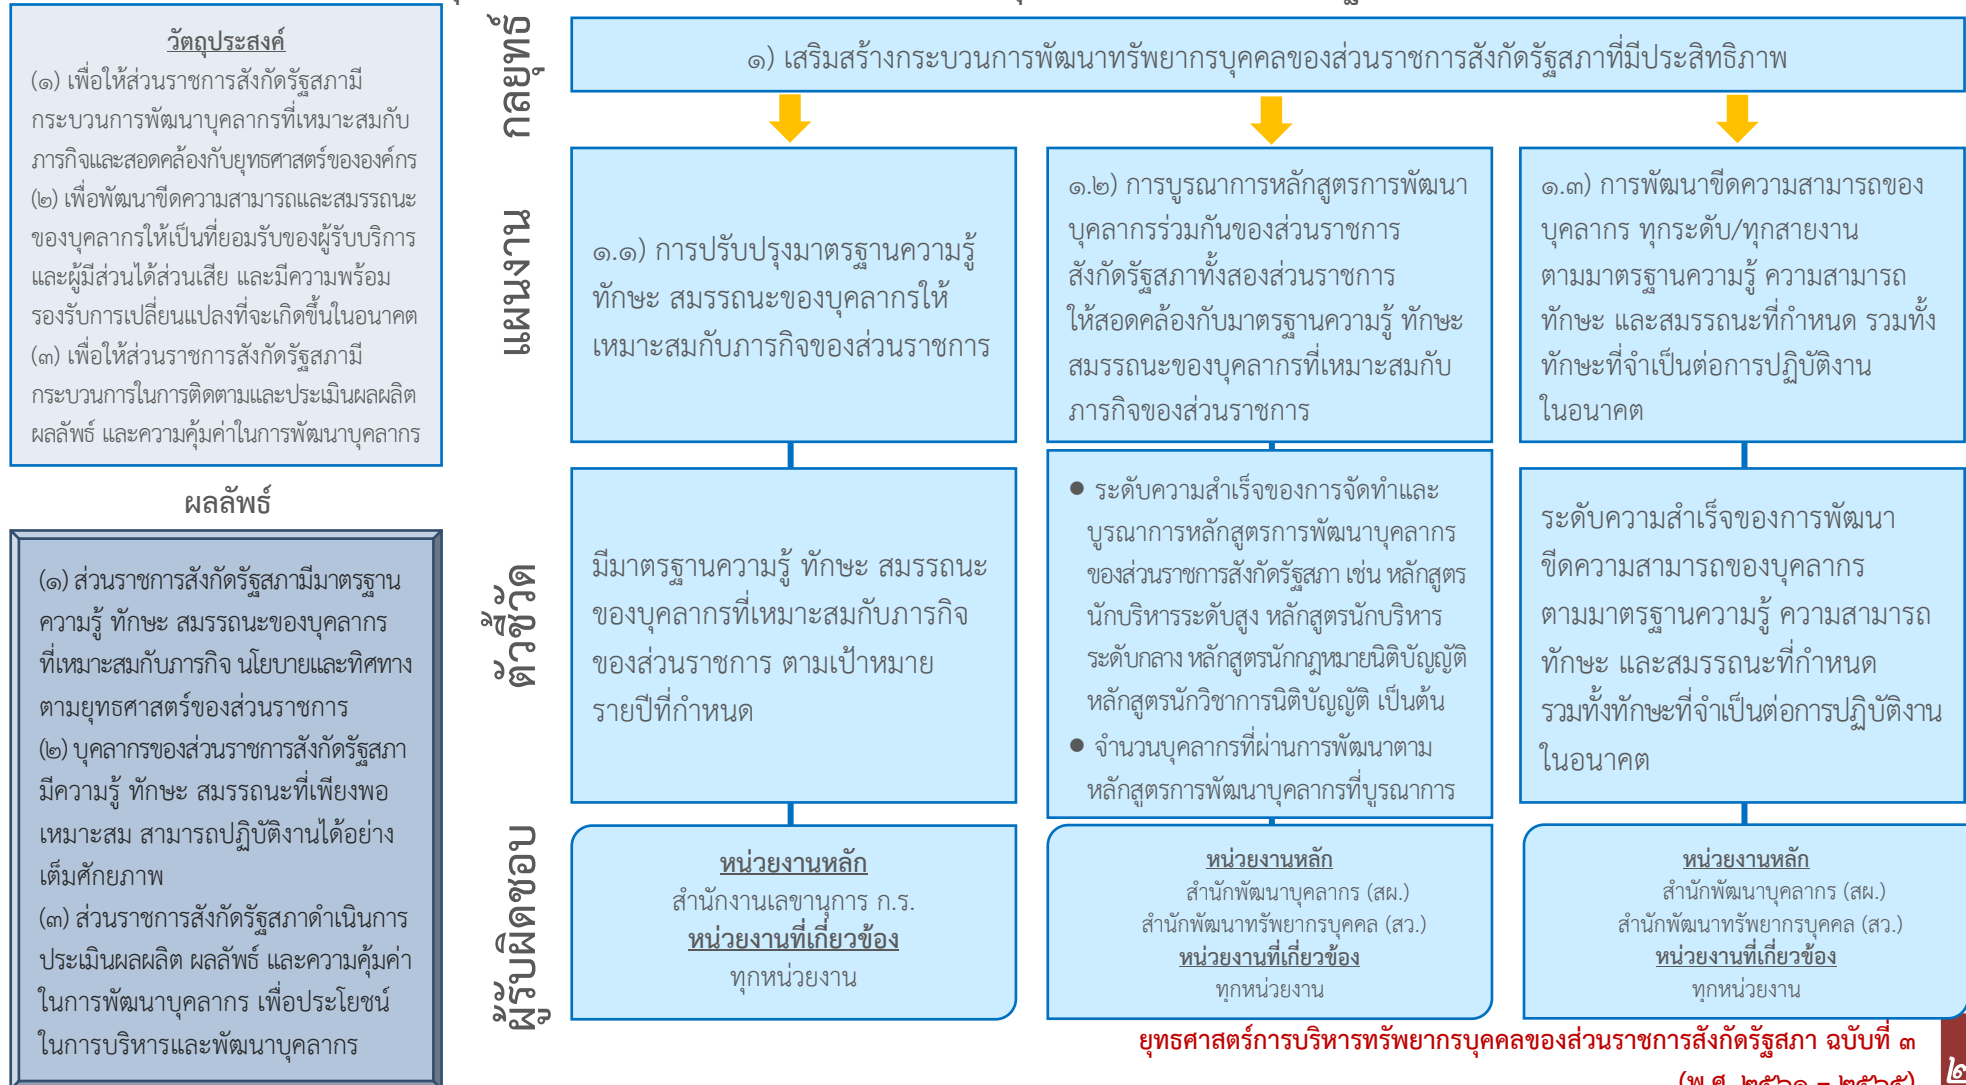 วัตถุประสงค์
(๑) เพื่อให้ส่วนราชการสังกัดรัฐสภามี
กระบวนการพัฒนาบุคลากรที่เหมาะสมกับ
ภารกิจและสอดคล้องกับยุทธศาสตร์ขององค์กร
(๒) เพื่อพัฒนาขีดความสามารถและสมรรถนะ
ของบุคลากรให้เป็นที่ยอมรับของผู้รับบริการ
และผู้มีส่วนได้ส่วนเสีย และมีความพร้อม
รองรับการเปลี่ยนแปลงที่จะเกิดขึ้นในอนาคต
(๓) เพื่อให้ส่วนราชการสังกัดรัฐสภามี
กระบวนการในการติดตามและประเมินผลผลิต
ผลลัพธ์ และความคุ้มค่าในการพัฒนาบุคลากร
ผลลัพธ์
(๑) ส่วนราชการสังกัดรัฐสภามีมาตรฐาน
ความรู้ ทักษะ สมรรถนะของบุคลากร
ที่เหมาะสมกับภารกิจ นโยบายและทิศทาง
ตามยุทธศาสตร์ของส่วนราชการ
(๒) บุคลากรของส่วนราชการสังกัดรัฐสภา
มีความรู้ ทักษะ สมรรถนะที่เพียงพอ
เหมาะสม สามารถปฏิบัติงานได้อย่าง
เต็มศักยภาพ
(๓) ส่วนราชการสังกัดรัฐสภาดำเนินการ
ประเมินผลผลิต ผลลัพธ์ และความคุ้มค่า
ในการพัฒนาบุคลากร เพื่อประโยชน์
ในการบริหารและพัฒนาบุคลากร
กลยุทธ์
๑) เสริมสร้างกระบวนการพัฒนาทรัพยากรบุคคลของส่วนราชการสังกัดรัฐสภาที่มีประสิทธิภาพ
แผนงาน
๑.๑) การปรับปรุงมาตรฐานความรู้
ทักษะ สมรรถนะของบุคลากรให้
เหมาะสมกับภารกิจของส่วนราชการ
๑.๒) การบูรณาการหลักสูตรการพัฒนา
บุคลากรร่วมกันของส่วนราชการ
สังกัดรัฐสภาทั้งสองส่วนราชการ
ให้สอดคล้องกับมาตรฐานความรู้ ทักษะ
สมรรถนะของบุคลากรที่เหมาะสมกับ
ภารกิจของส่วนราชการ
๑.๓) การพัฒนาขีดความสามารถของ
บุคลากร ทุกระดับ/ทุกสายงาน
ตามมาตรฐานความรู้ ความสามารถ
ทักษะ และสมรรถนะที่กำหนด รวมทั้ง
ทักษะที่จำเป็นต่อการปฏิบัติงาน
ในอนาคต
ตัวชี้วัด
มีมาตรฐานความรู้ ทักษะ สมรรถนะ
ของบุคลากรที่เหมาะสมกับภารกิจ
ของส่วนราชการ ตามเป้าหมาย
รายปีที่กำหนด
● ระดับความสำเร็จของการจัดทำและ
บูรณาการหลักสูตรการพัฒนาบุคลากร
ของส่วนราชการสังกัดรัฐสภา เช่น หลักสูตร
นักบริหารระดับสูง หลักสูตรนักบริหาร
ระดับกลาง หลักสูตรนักกฎหมายนิติบัญญัติ
หลักสูตรนักวิชาการนิติบัญญัติ เป็นต้น
● จำนวนบุคลากรที่ผ่านการพัฒนาตาม
หลักสูตรการพัฒนาบุคลากรที่บูรณาการ
ระดับความสำเร็จของการพัฒนา
ขีดความสามารถของบุคลากร
ตามมาตรฐานความรู้ ความสามารถ
ทักษะ และสมรรถนะที่กำหนด
รวมทั้งทักษะที่จำเป็นต่อการปฏิบัติงาน
ในอนาคต
ผู้รับผิดชอบ
หน่วยงานหลัก
สำนักงานเลขานุการ ก.ร.
หน่วยงานที่เกี่ยวข้อง
ทุกหน่วยงาน
หน่วยงานหลัก
สำนักพัฒนาบุคลากร (สผ.)
สำนักพัฒนาทรัพยากรบุคคล (สว.)
หน่วยงานที่เกี่ยวข้อง
ทุกหน่วยงาน
หน่วยงานหลัก
สำนักพัฒนาบุคลากร (สผ.)
สำนักพัฒนาทรัพยากรบุคคล (สว.)
หน่วยงานที่เกี่ยวข้อง
ทุกหน่วยงาน
ยุทธศาสตร์การบริหารทรัพยากรบุคคลของส่วนราชการสังกัดรัฐสภา ฉบับที่ ๓
(พ.ศ. ๒๕๖๑ – ๒๕๖๕)